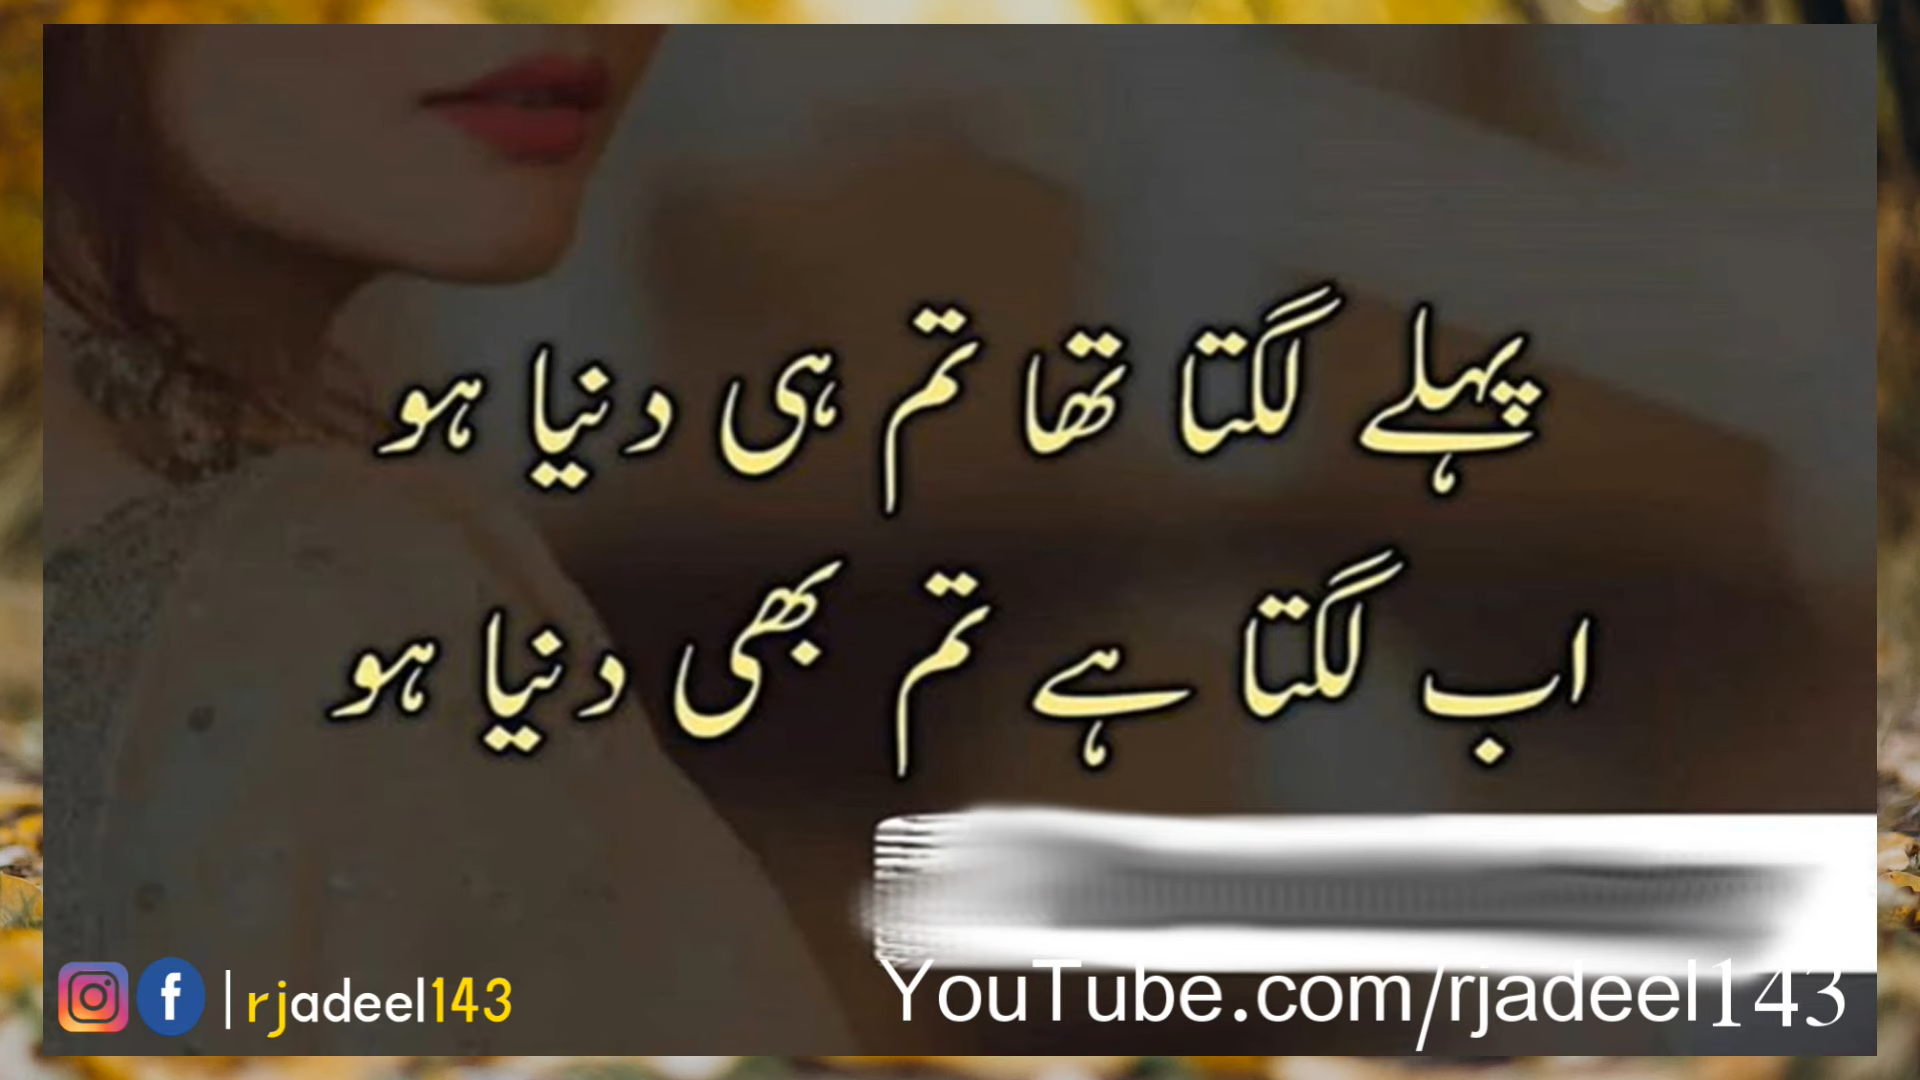 پہلے لگتا تھا تم ہی دنیا ہو
اب لگتا ہے تم بھی دنیا ہو
rjadeel143
YouTube.com/rjadeel143